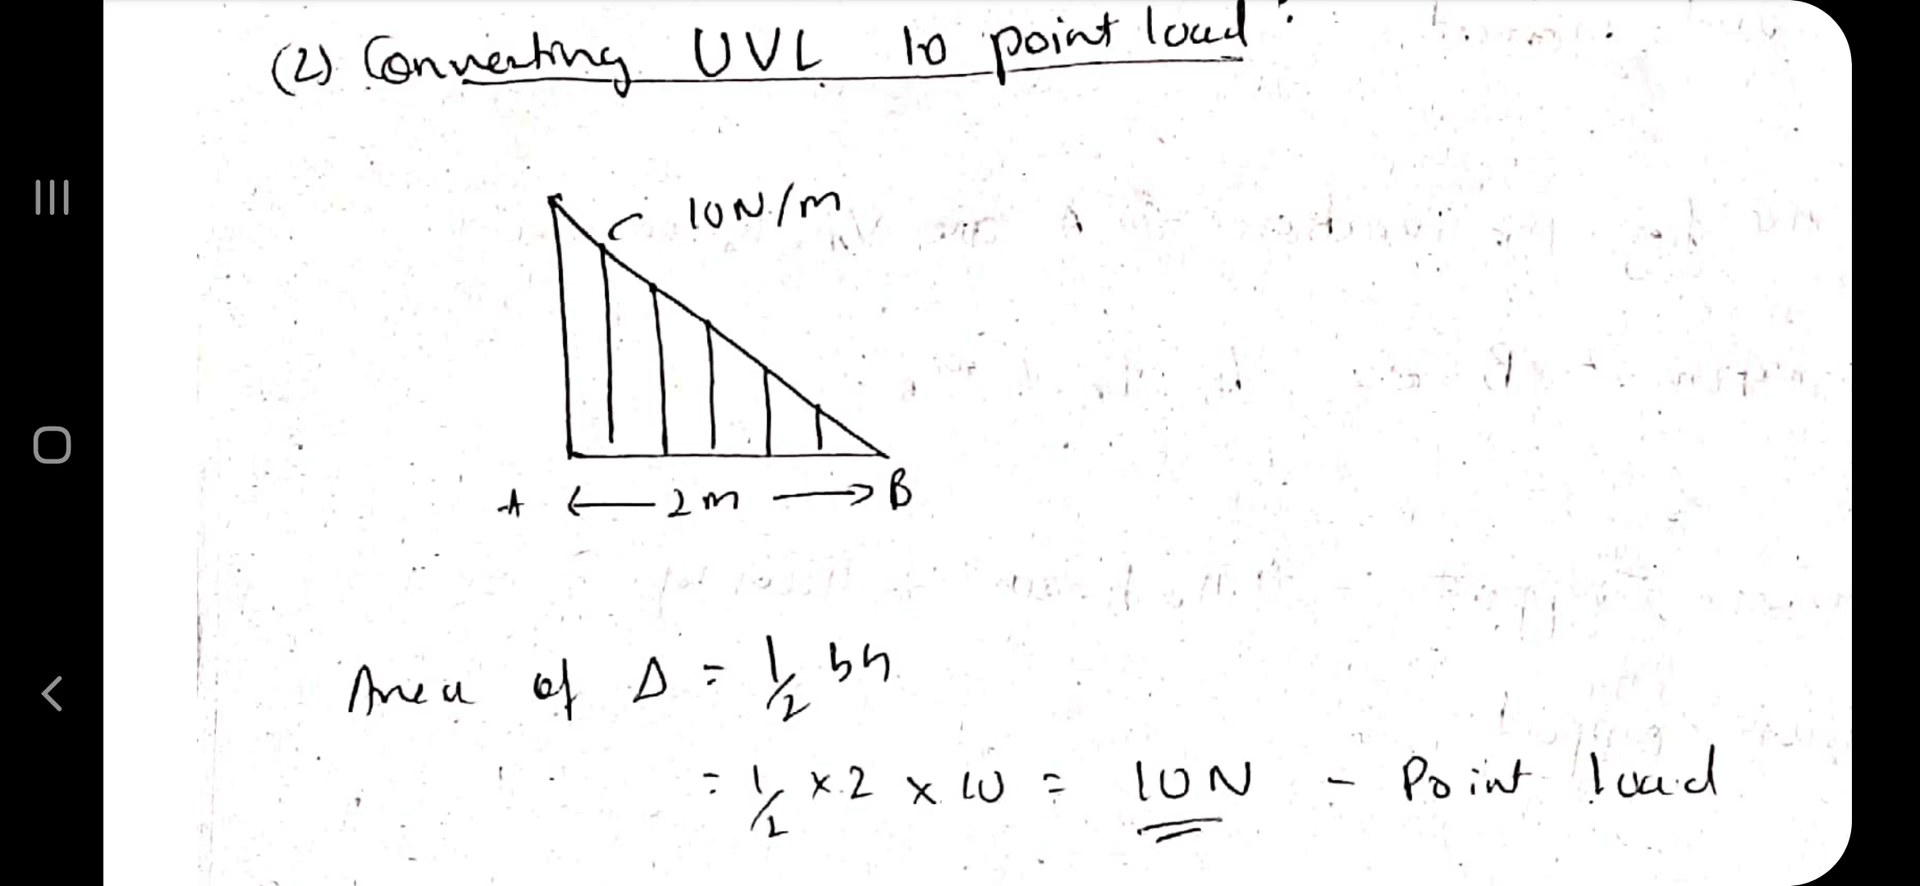 (2) Converting UVL to point load :
10N/m
A ← 2m → B
Area of Δ = 1/2 bh
= 1/2 x 2 x 10 = 10N - Point load